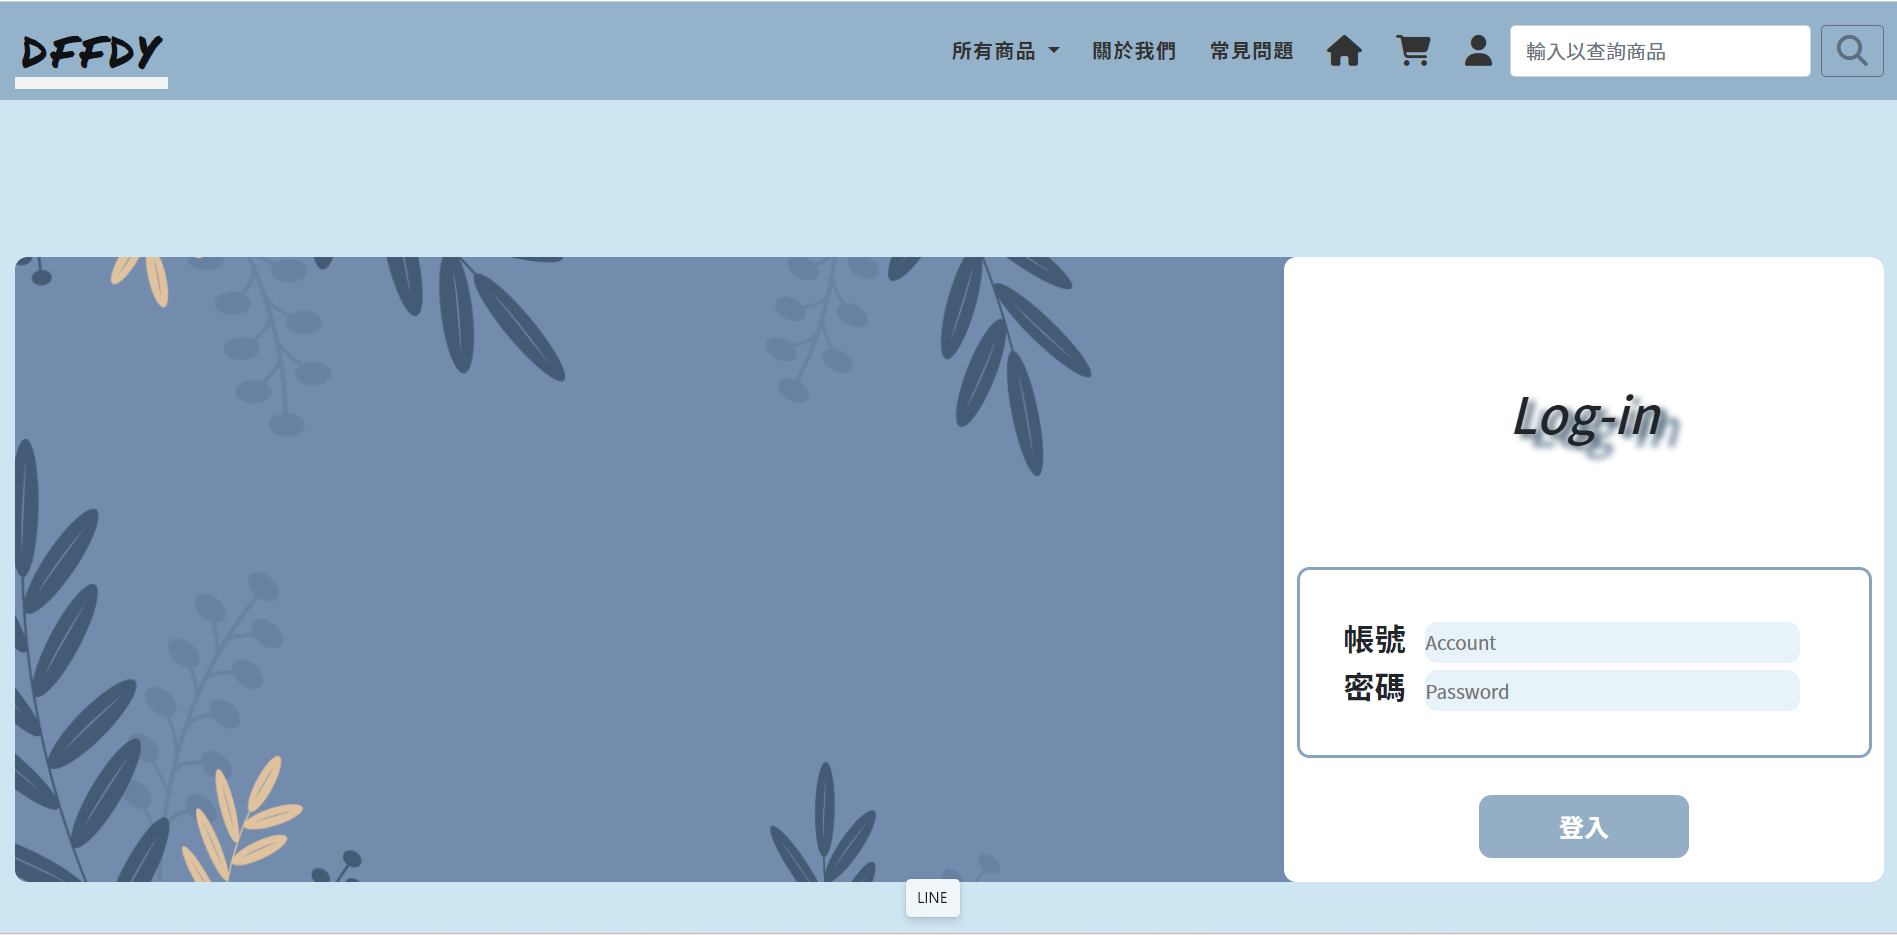 DFFDY
所有商品
關於我們
常見問題
輸入以查詢商品
Log-in
帳號 Account
密碼 Password
登入
LINE